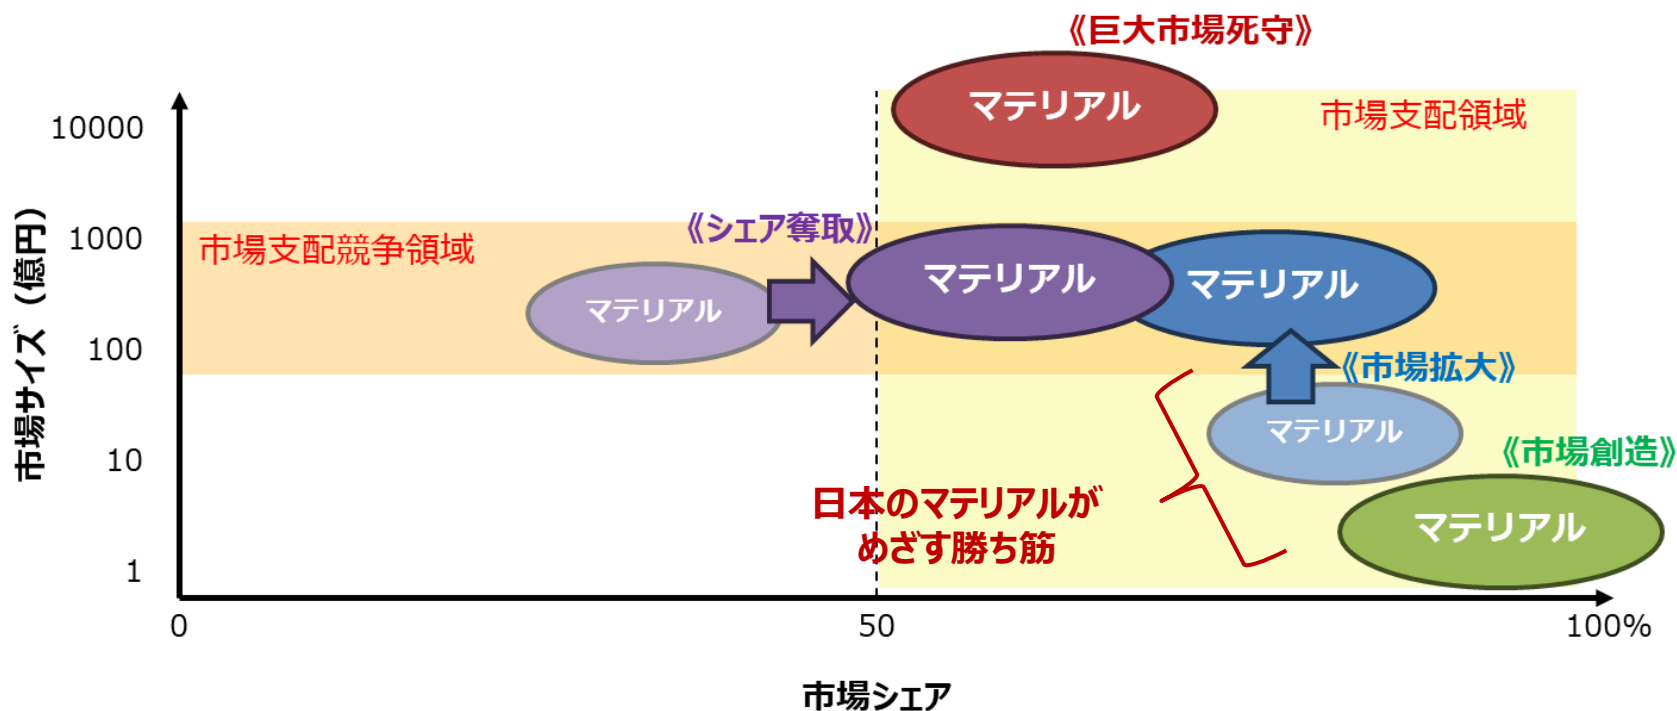 《巨大市場死守》
マテリアル
市場支配領域
10000
《シェア奪取》
1000
市場支配競争領域
マテリアル
マテリアル
マテリアル
市場サイズ（億円）
100
《市場拡大》
マテリアル
10
《市場創造》
日本のマテリアルが
めざす勝ち筋
マテリアル
1
0
50
100%
市場シェア